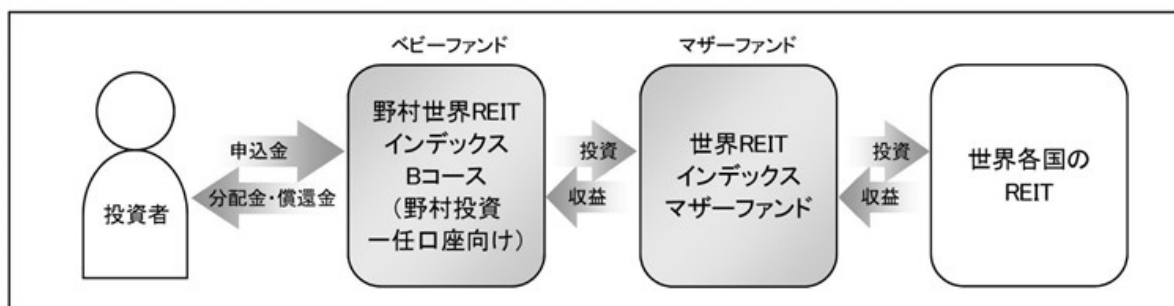 ベビーファンド
マザーファンド
投資者
申込金
分配金・償還金
野村世界REIT
インデックス
Bコース
(野村投資
一任口座向け)
投資
収益
世界REIT
インデックス
マザーファンド
投資
収益
世界各国の
REIT